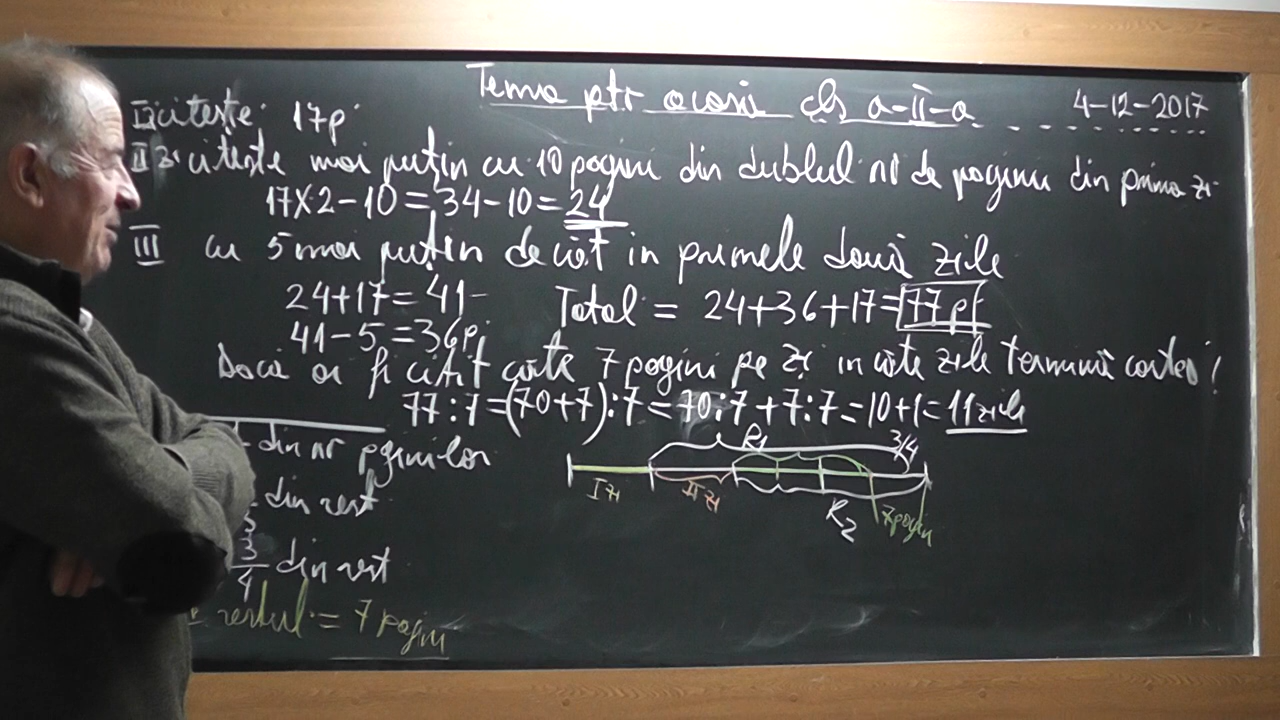 Tema ptr acasă cls a-II-a
4-12-2017
I zi citește 17p
II zi citește mai puțin cu 10 pagini din dublul nr de pagini din prima zi
17×2-10=34-10=24
III cu 5 mai puțin decât în primele două zile
24+17=41
41-5=36p
Total = 24+36+17=77p
Dacă ar fi citit câte 7 pagini pe zi în câte zile termină cartea?
77:7=(70+7):7=70:7+7:7=10+1=11 zile
din nr paginilor
din rest
3/4 din rest
restul = 7 pagini
R1
3/4
I zi
II zi
R2
7 pagini